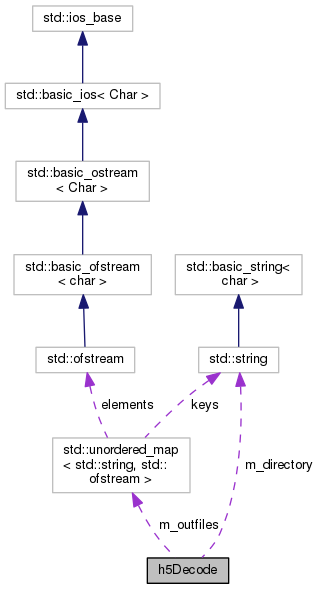 std::ios_base
std::basic_ios< Char >
std::basic_ostream
< Char >
std::basic_ofstream
< char >
std::basic_string<
char >
std::ofstream
std::string
elements
keys
std::unordered_map
< std::string, std::
ofstream >
m_directory
m_outfiles
h5Decode